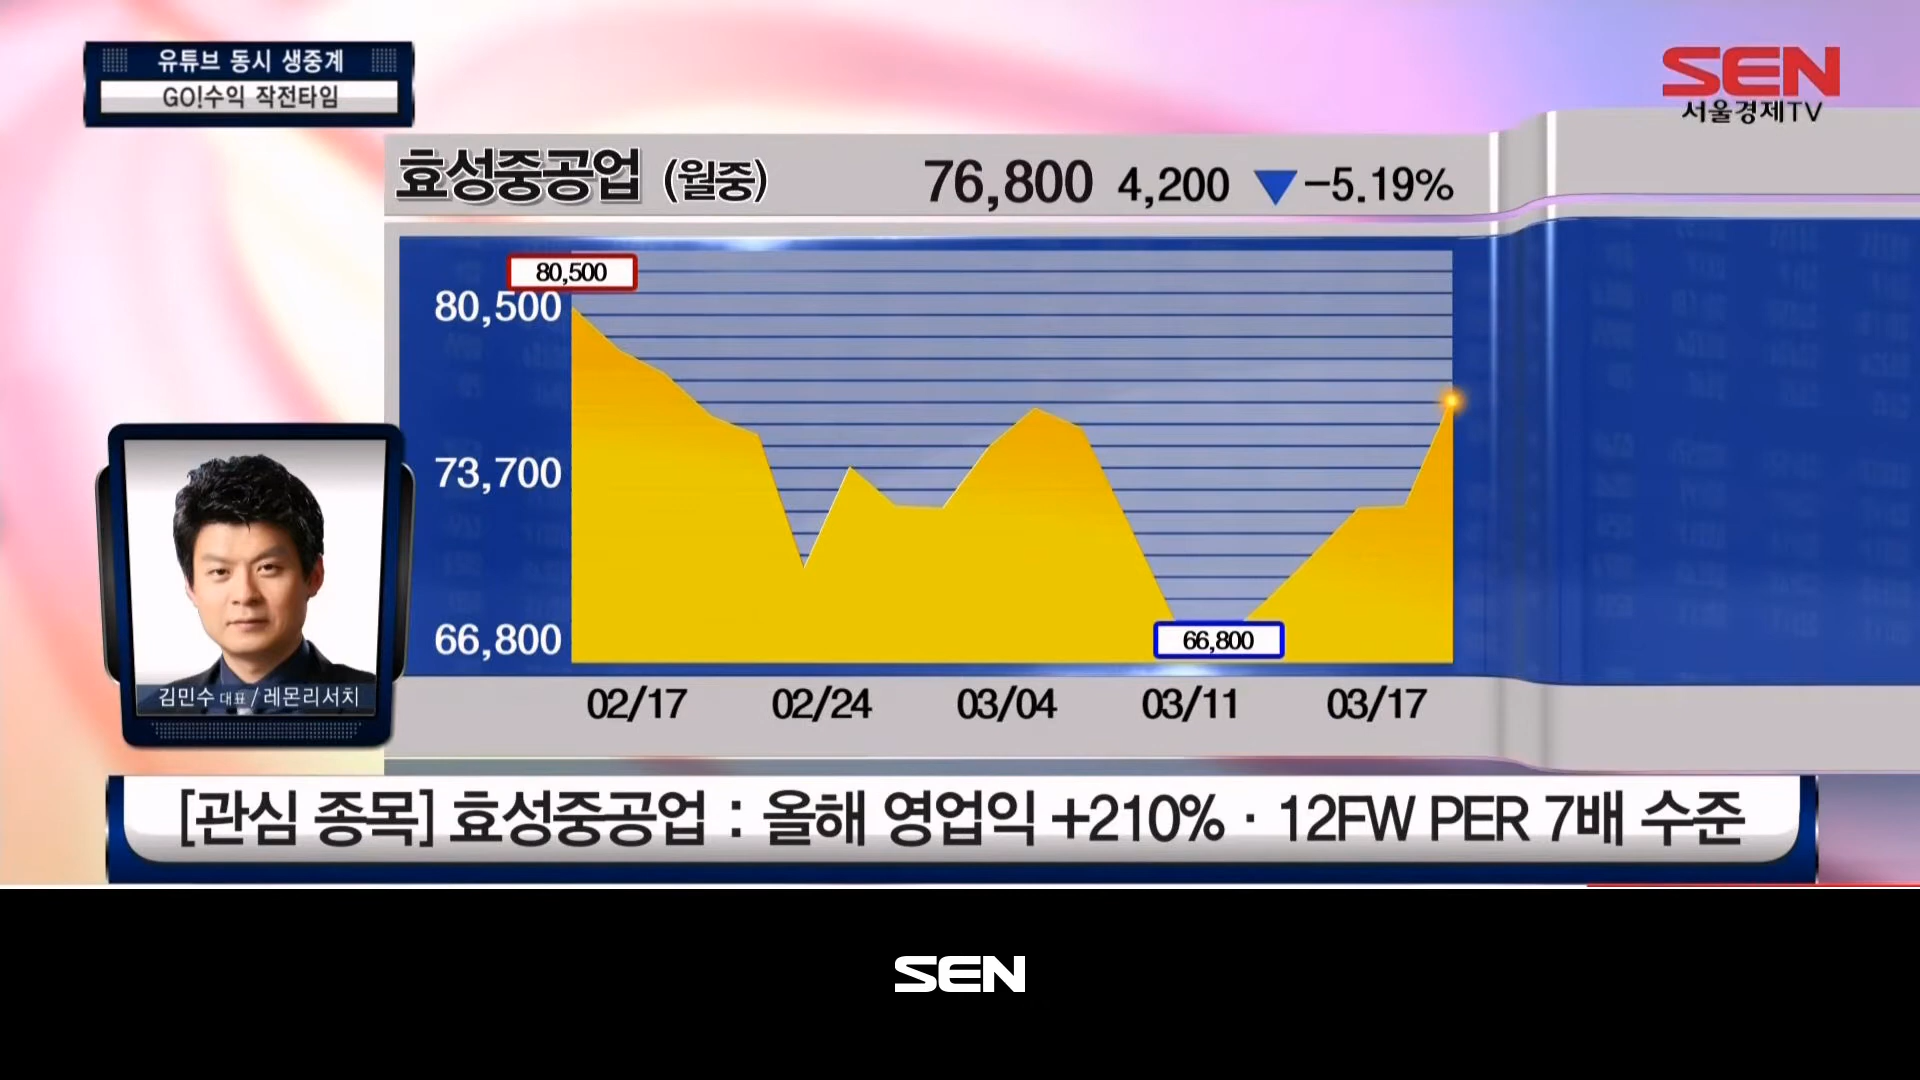 유튜브 동시 생중계
GO!수익 작전타임
SEN
서울경제TV
효성중공업 (월중) 76,800 4,200 ▼-5.19%
80,500
80,500
73,700
66,800
66,800
02/17 02/24 03/04 03/11 03/17
김민수 대표 / 레몬리서치
[관심 종목] 효성중공업 : 올해 영업익 +210% · 12FW PER 7배 수준
SEN